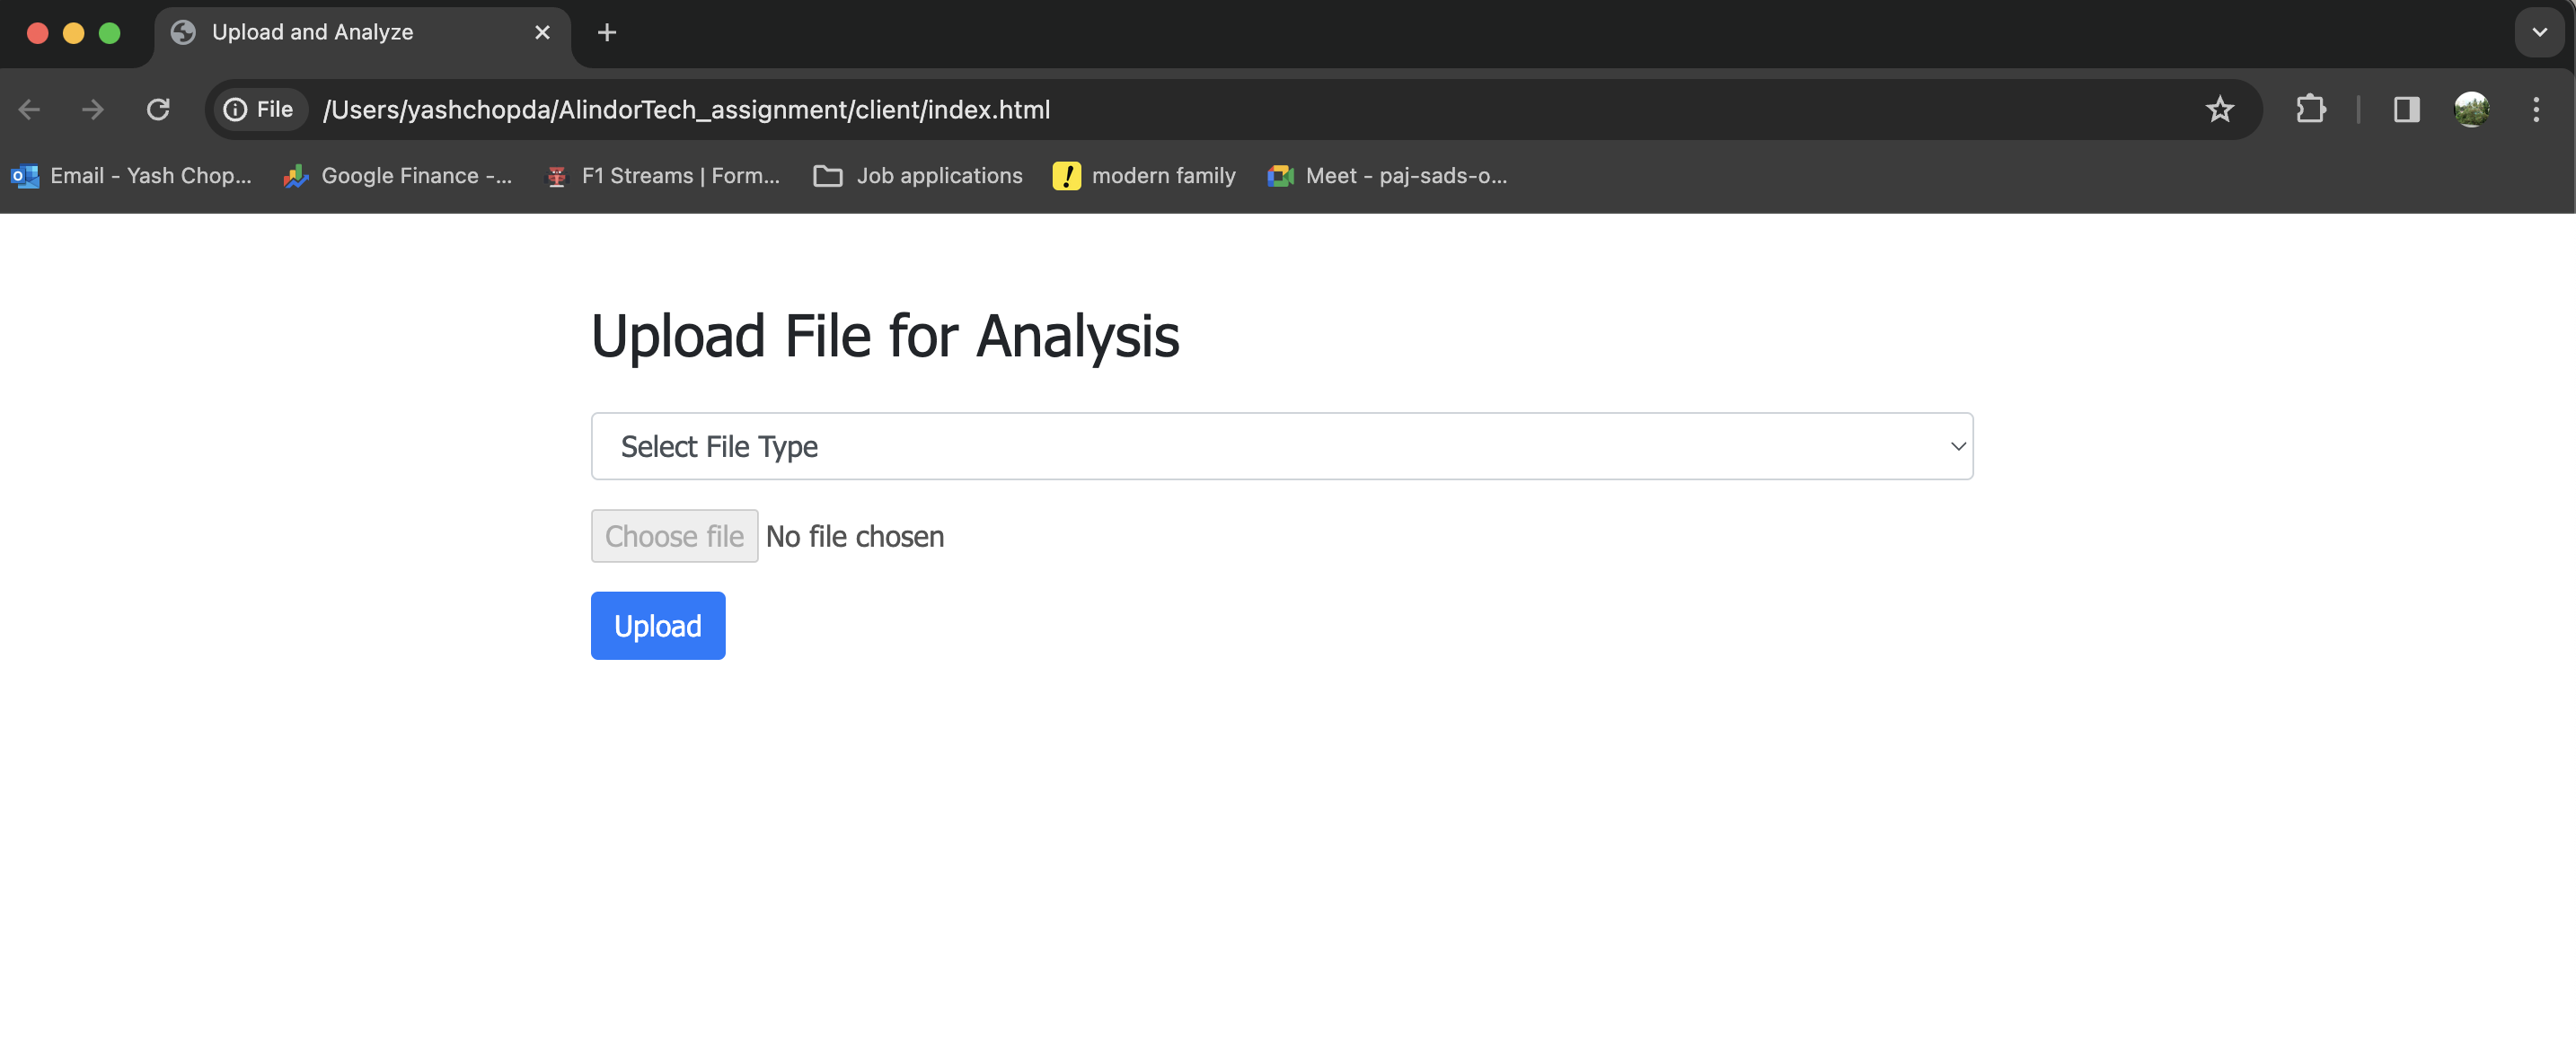 Upload and Analyze
File /Users/yashchopda/AlindorTech_assignment/client/index.html
Email - Yash Chop... Google Finance -... F1 Streams | Form... Job applications modern family Meet - paj-sads-o...
Upload File for Analysis
Select File Type
Choose file No file chosen
Upload